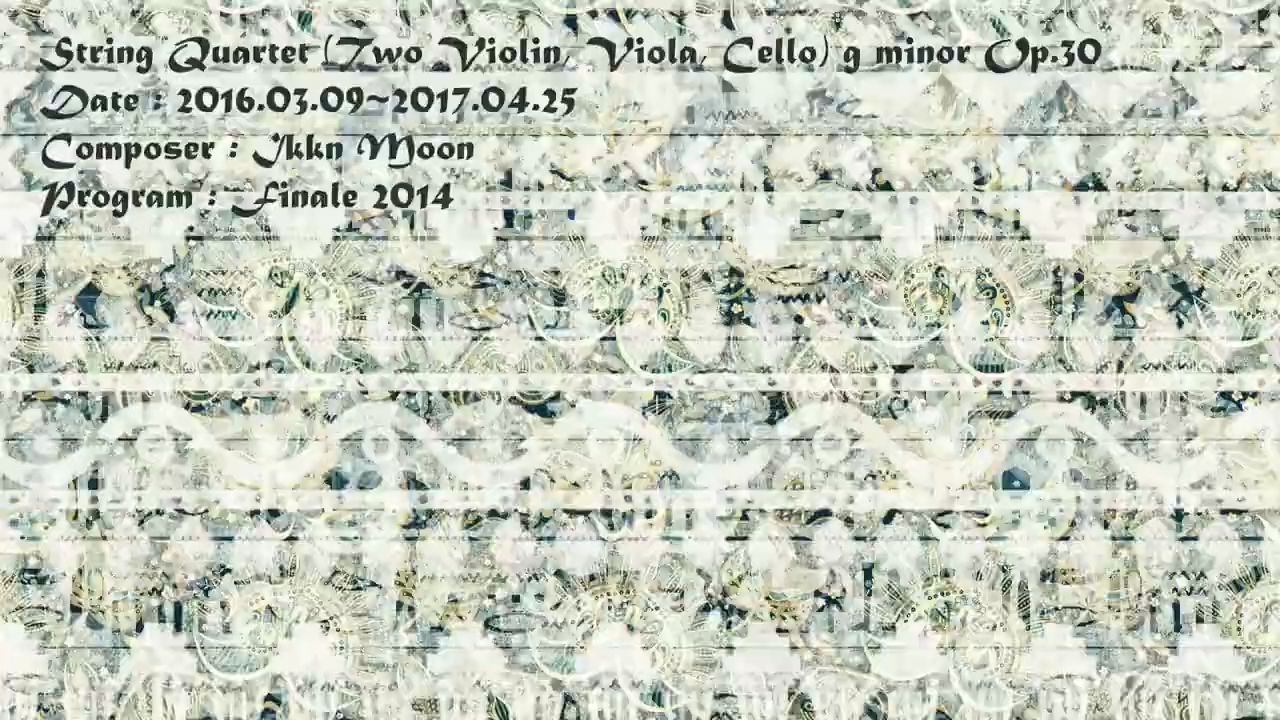 String Quartet (Two Violin, Viola, Cello) g minor Op.30
Date : 2016.03.09~2017.04.25
Composer : Ikkn Moon
Program : Finale 2014